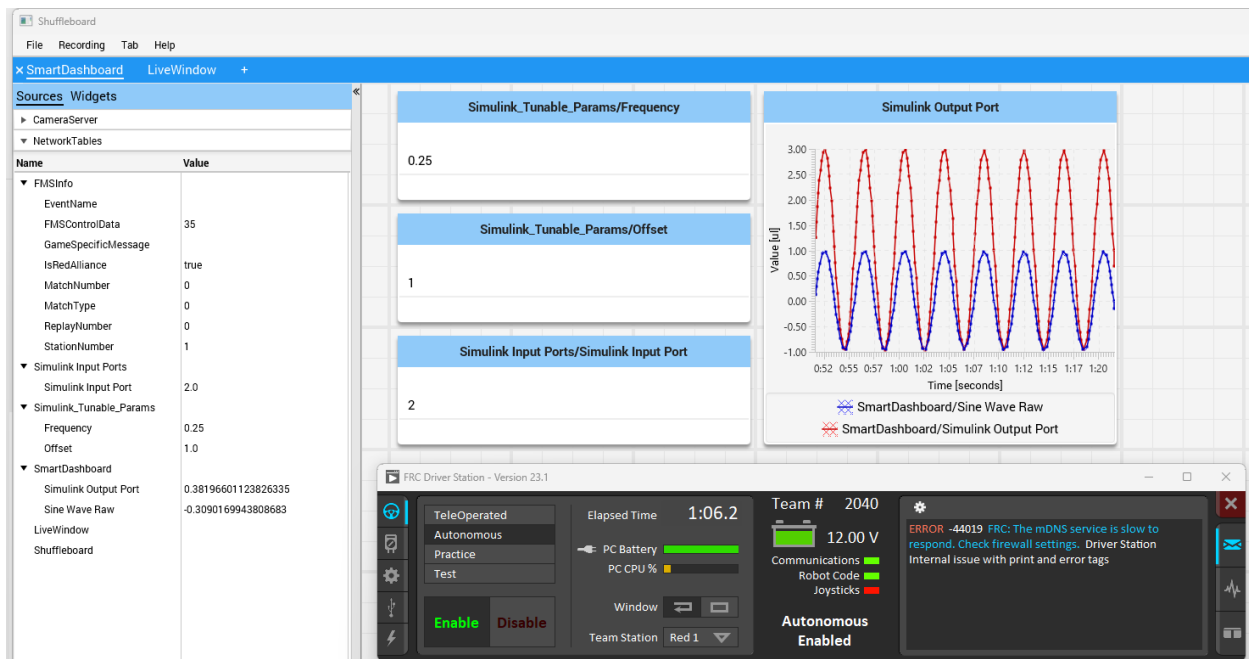 Shuffleboard
File Recording Tab Help
SmartDashboard LiveWindow +
Sources Widgets
CameraServer
NetworkTables
Name Value
FMSInfo
EventName
FMSControlData 35
GameSpecificMessage
IsRedAlliance true
MatchNumber 0
MatchType 0
ReplayNumber 0
StationNumber 1
Simulink Input Ports
Simulink Input Port 2.0
Simulink_Tunable_Params
Frequency 0.25
Offset 1.0
SmartDashboard
Simulink Output Port 0.38196601123826335
Sine Wave Raw -0.3090169943808683
LiveWindow
Shuffleboard
Simulink_Tunable_Params/Frequency
0.25
Simulink_Tunable_Params/Offset
1
Simulink Input Ports/Simulink Input Port
2
Simulink Output Port
3.00
2.50
2.00
1.50
1.00
0.50
0.00
-0.50
-1.00
Value [ul]
0:52 0:55 0:57 1:00 1:02 1:05 1:07 1:10 1:12 1:15 1:17 1:20
Time [seconds]
SmartDashboard/Sine Wave Raw
SmartDashboard/Simulink Output Port
FRC Driver Station - Version 23.1
TeleOperated
Autonomous
Practice
Test
Enable Disable
Elapsed Time 1:06.2
PC Battery
PC CPU %
Window
Team Station Red 1
Team # 2040
12.00 V
Communications
Robot Code
Joysticks
Autonomous
Enabled
ERROR -44019 FRC: The mDNS service is slow to
respond. Check firewall settings. Driver Station
Internal issue with print and error tags